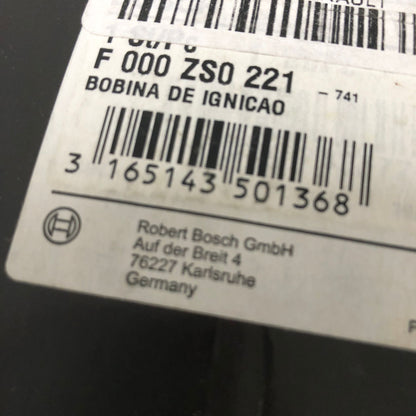 F 000 ZS0 221 - 741
BOBINA DE IGNICAO
3 165143 501368
Robert Bosch GmbH
Auf der Breit 4
76227 Karlsruhe
Germany